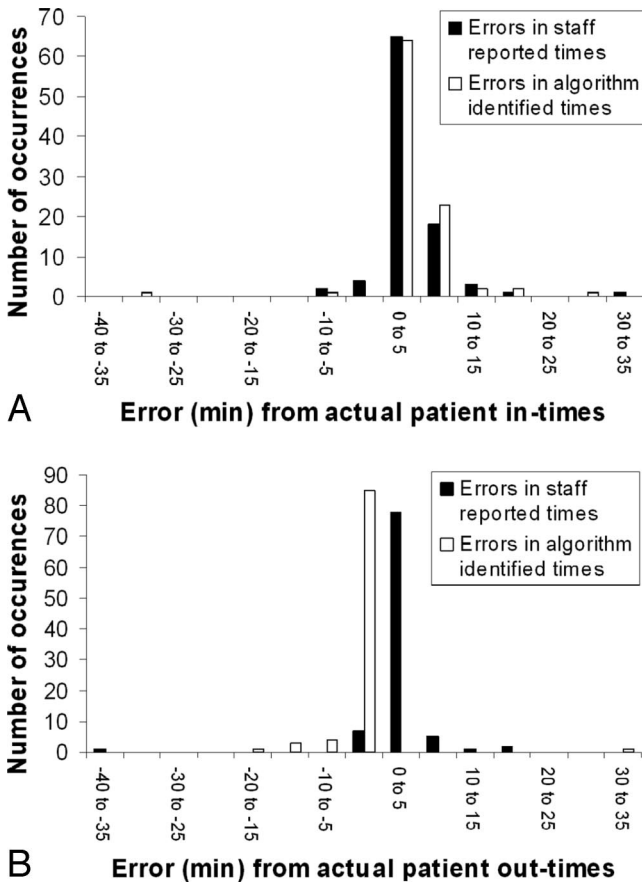 70
60
50
40
30
20
10
0
Number of occurrences
Errors in staff
reported times
Errors in algorithm
identified times
-40 to -35
-30 to -25
-20 to -15
-10 to -5
0 to 5
10 to 15
20 to 25
30 to 35
A
Error (min) from actual patient in-times
90
80
70
60
50
40
30
20
10
0
Number of occurences
Errors in staff
reported times
Errors in algorithm
identified times
-40 to -35
-30 to -25
-20 to -15
-10 to -5
0 to 5
10 to 15
20 to 25
30 to 35
B
Error (min) from actual patient out-times